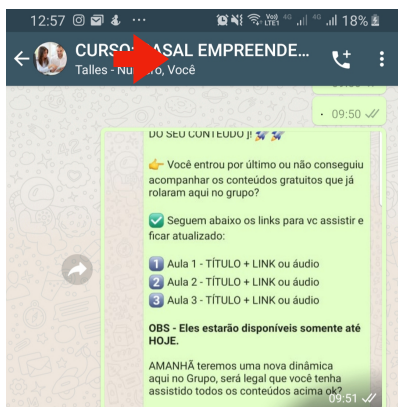 12:57 VoLTE1 4G 4G 18%
CURSO: CASAL EMPREENDE...
Talles - Número, Você
09:50
DO SEU CONTEÚDO ]!
Você entrou por último ou não conseguiu
acompanhar os conteúdos gratuitos que já
rolaram aqui no grupo?
Seguem abaixo os links para vc assistir e
ficar atualizado:
1 Aula 1 - TÍTULO + LINK ou áudio
2 Aula 2 - TÍTULO + LINK ou áudio
3 Aula 3 - TÍTULO + LINK ou áudio
OBS - Eles estarão disponíveis somente até
HOJE.
AMANHÃ teremos uma nova dinâmica
aqui no Grupo, será legal que você tenha
assistido todos os conteúdos acima ok?
09:51